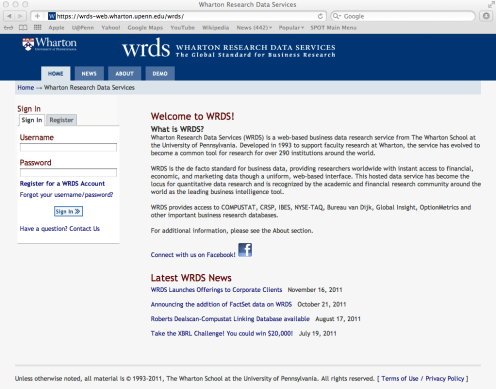 Wharton Research Data Services
https://wrds-web.wharton.upenn.edu/wrds/
Google
Apple U@Penn Yahoo! Google Maps YouTube Wikipedia News (442) Popular SPOT Main Menu
Wharton
UNIVERSITY of PENNSYLVANIA
wrds WHARTON RESEARCH DATA SERVICES
The Global Standard for Business Research
HOME NEWS ABOUT DEMO
Home → Wharton Research Data Services
Sign In
Sign In Register
Username
Password
Register for a WRDS Account
Forgot your username/password?
Sign In
Have a question? Contact Us
Welcome to WRDS!
What is WRDS?
Wharton Research Data Services (WRDS) is a web-based business data research service from The Wharton School at
the University of Pennsylvania. Developed in 1993 to support faculty research at Wharton, the service has evolved to
become a common tool for research for over 290 institutions around the world.
WRDS is the de facto standard for business data, providing researchers worldwide with instant access to financial,
economic, and marketing data though a uniform, web-based interface. This hosted data service has become the
locus for quantitative data research and is recognized by the academic and financial research community around the
world as the leading business intelligence tool.
WRDS provides access to COMPUSTAT, CRSP, IBES, NYSE-TAQ, Bureau van Dijk, Global Insight, OptionMetrics and
other important business research databases.
For additional information, please see the About section.
Connect with us on Facebook! f
Latest WRDS News
WRDS Launches Offerings to Corporate Clients November 16, 2011
Announcing the addition of FactSet data on WRDS October 21, 2011
Roberts Dealscan-Compustat Linking Database available August 17, 2011
Take the XBRL Challenge! You could win $20,000! July 19, 2011
Unless otherwise noted, all material is © 1993-2011, The Wharton School at the University of Pennsylvania. All rights reserved. [ Terms of Use / Privacy Policy ]